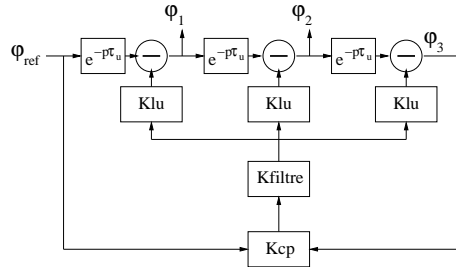 φ₁ φ₂
φref e^-pτu − e^-pτu − e^-pτu − φ₃
Klu Klu Klu
Kfiltre
Kcp